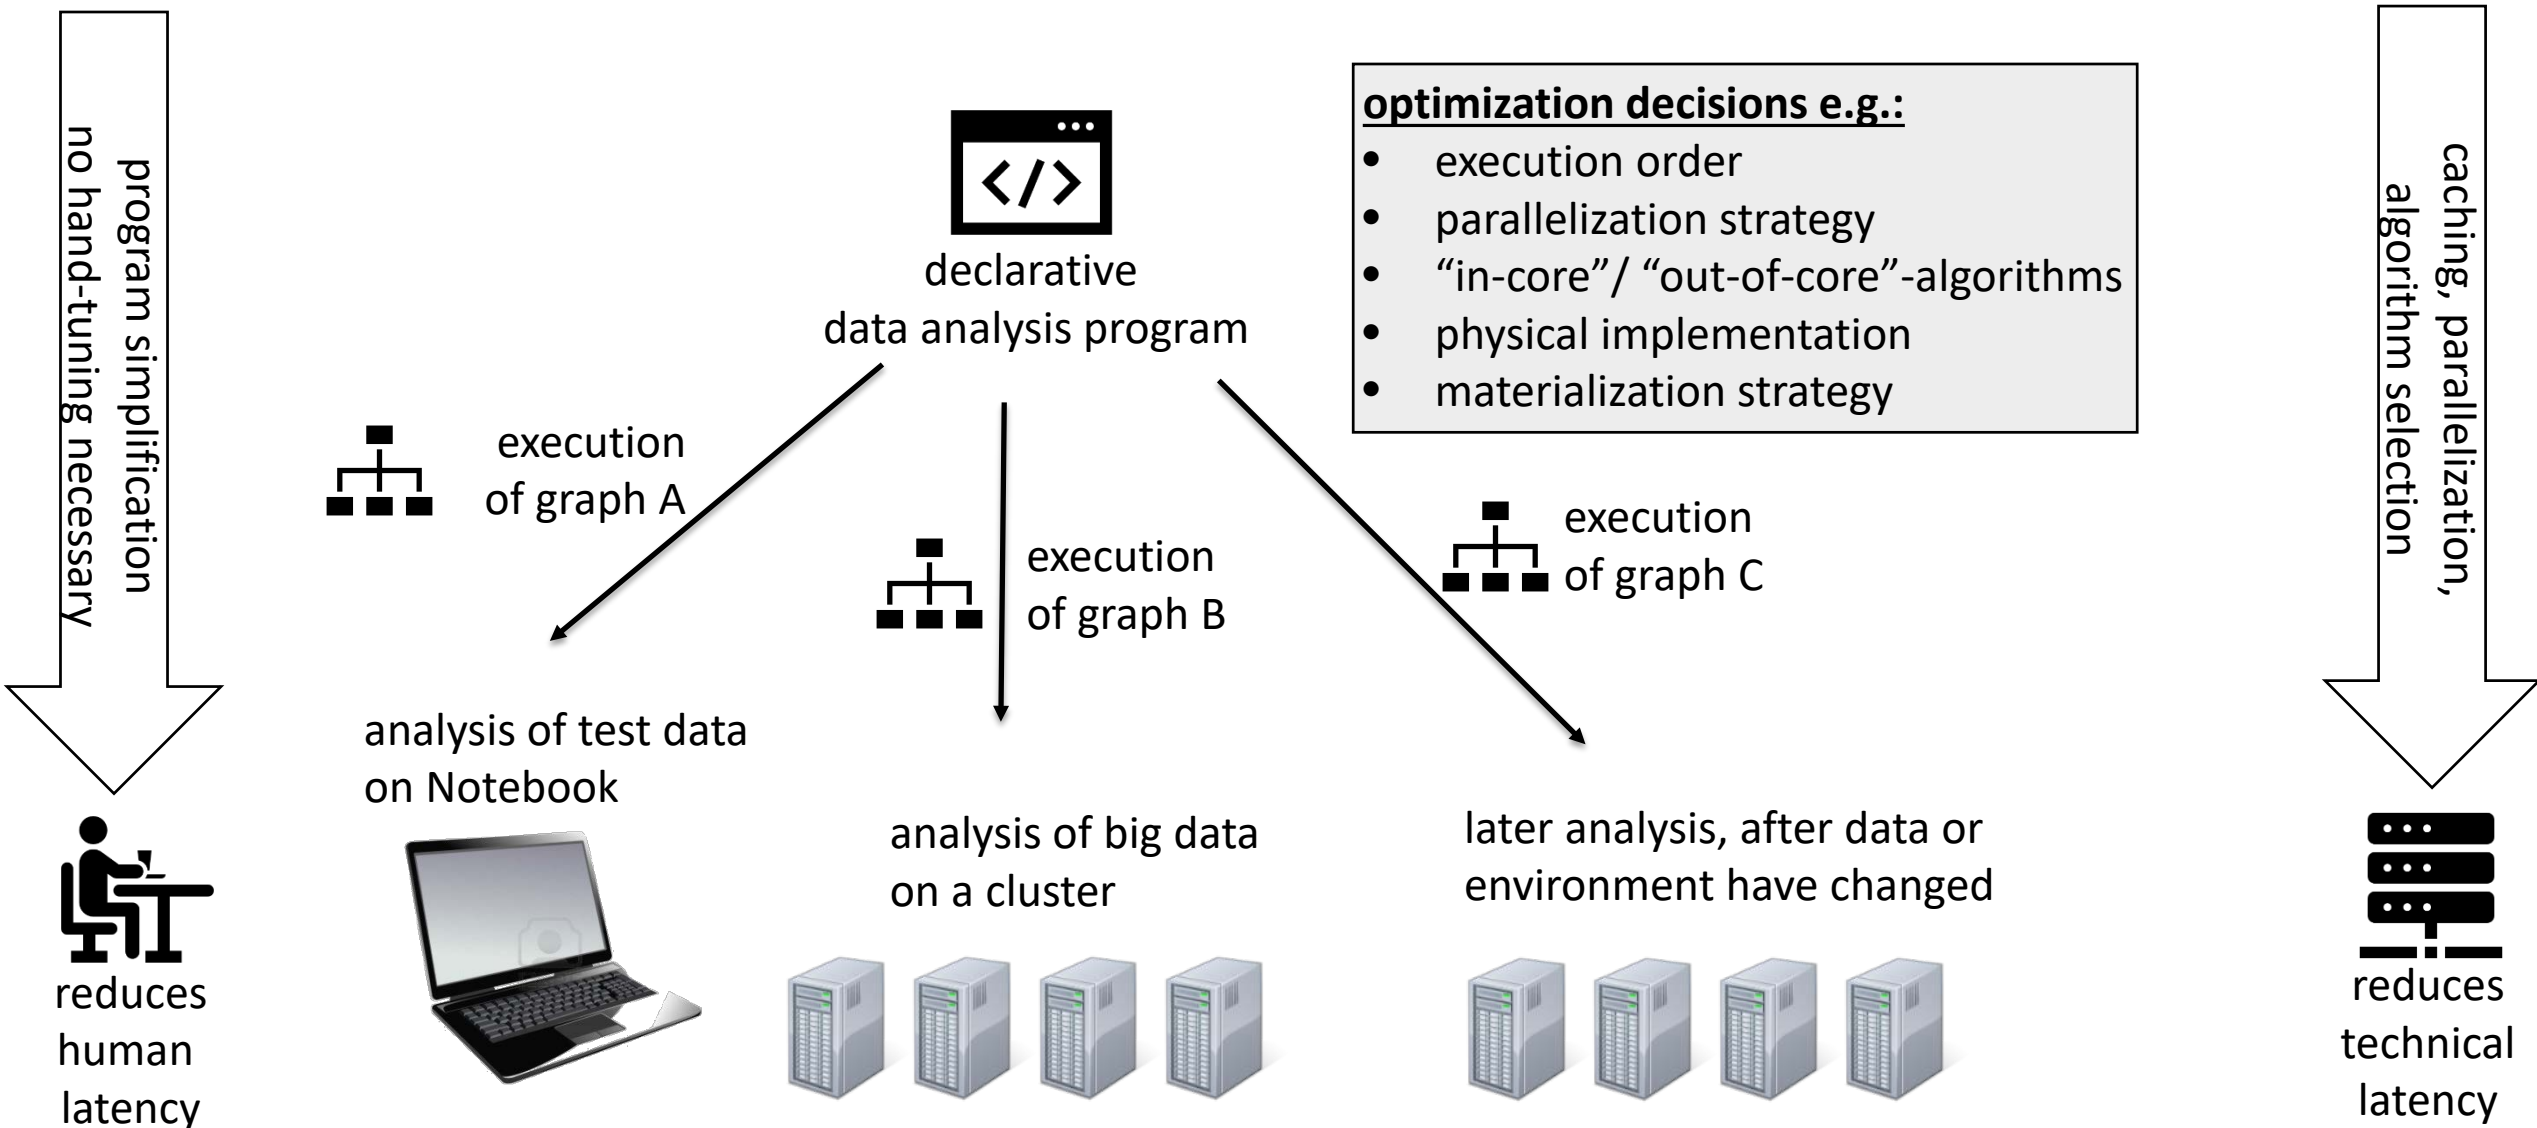 program simplification
no hand-tuning necessary
reduces
human
latency
</>
declarative
data analysis program
optimization decisions e.g.:
• execution order
• parallelization strategy
• “in-core”/ “out-of-core”-algorithms
• physical implementation
• materialization strategy
execution
of graph A
execution
of graph B
execution
of graph C
analysis of test data
on Notebook
analysis of big data
on a cluster
later analysis, after data or
environment have changed
caching, parallelization,
algorithm selection
reduces
technical
latency